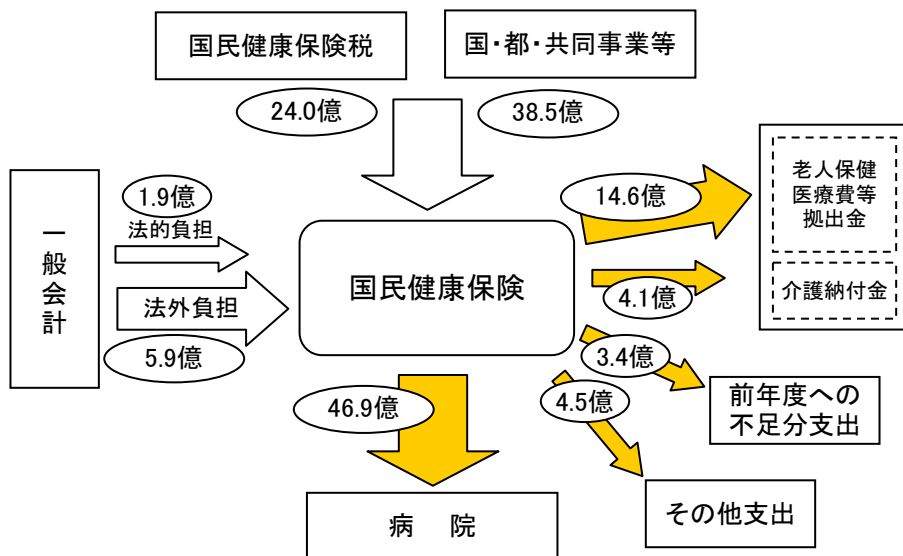 国民健康保険税
24.0億
国・都・共同事業等
38.5億
一般会計
1.9億
法的負担
法外負担
5.9億
国民健康保険
14.6億
老人保健
医療費等
拠出金
4.1億
介護納付金
3.4億
前年度への
不足分支出
4.5億
その他支出
46.9億
病 院